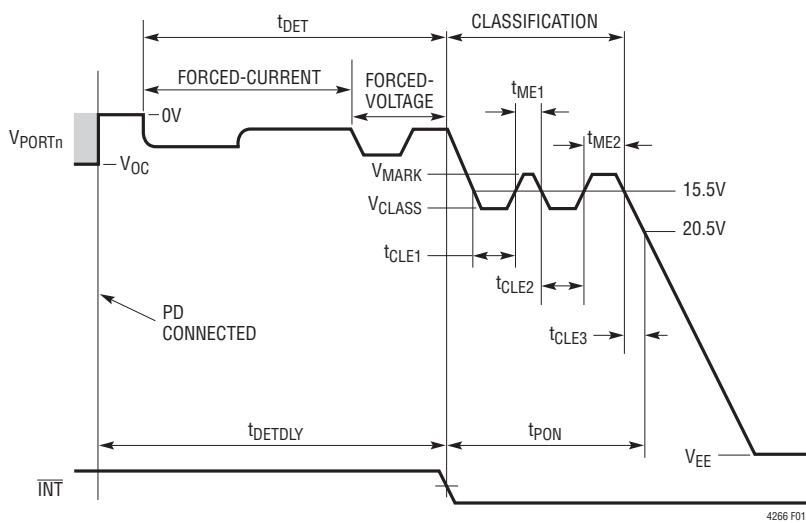 tDET
CLASSIFICATION
FORCED-CURRENT
FORCED-
VOLTAGE
tME1
0V
VPORTn
VOC
tME2
VMARK
15.5V
VCLASS
20.5V
tCLE1
tCLE2
PD
CONNECTED
tCLE3
tDETDLY
tPON
VEE
INT
4266 F01